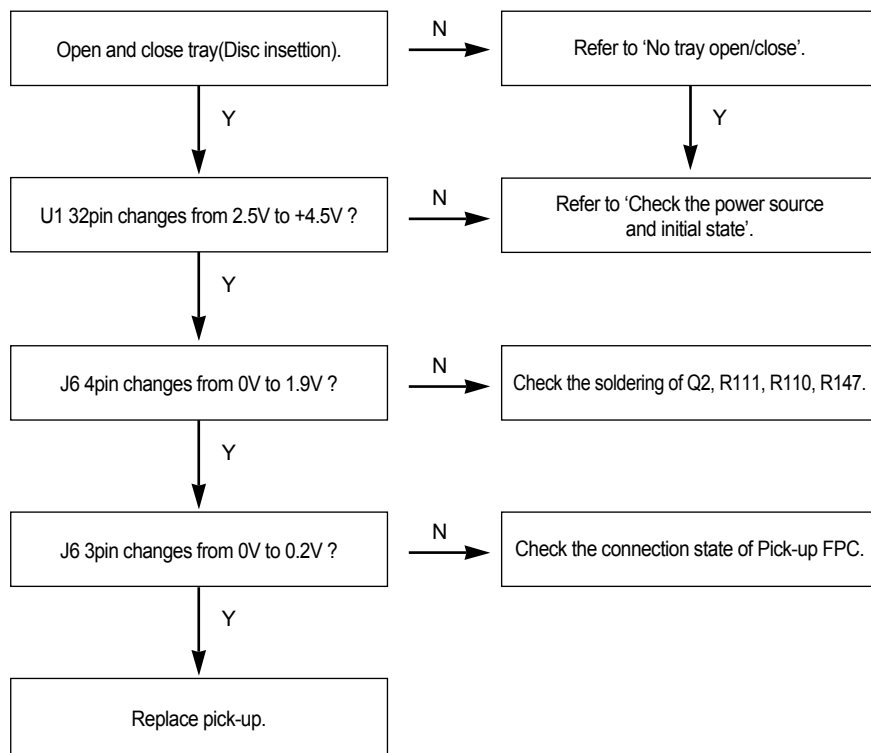 Open and close tray(Disc insettion).
N
Refer to ‘No tray open/close’.
Y
Y
U1 32pin changes from 2.5V to +4.5V ?
N
Refer to ‘Check the power source
and initial state’.
Y
J6 4pin changes from 0V to 1.9V ?
N
Check the soldering of Q2, R111, R110, R147.
Y
J6 3pin changes from 0V to 0.2V ?
N
Check the connection state of Pick-up FPC.
Y
Replace pick-up.